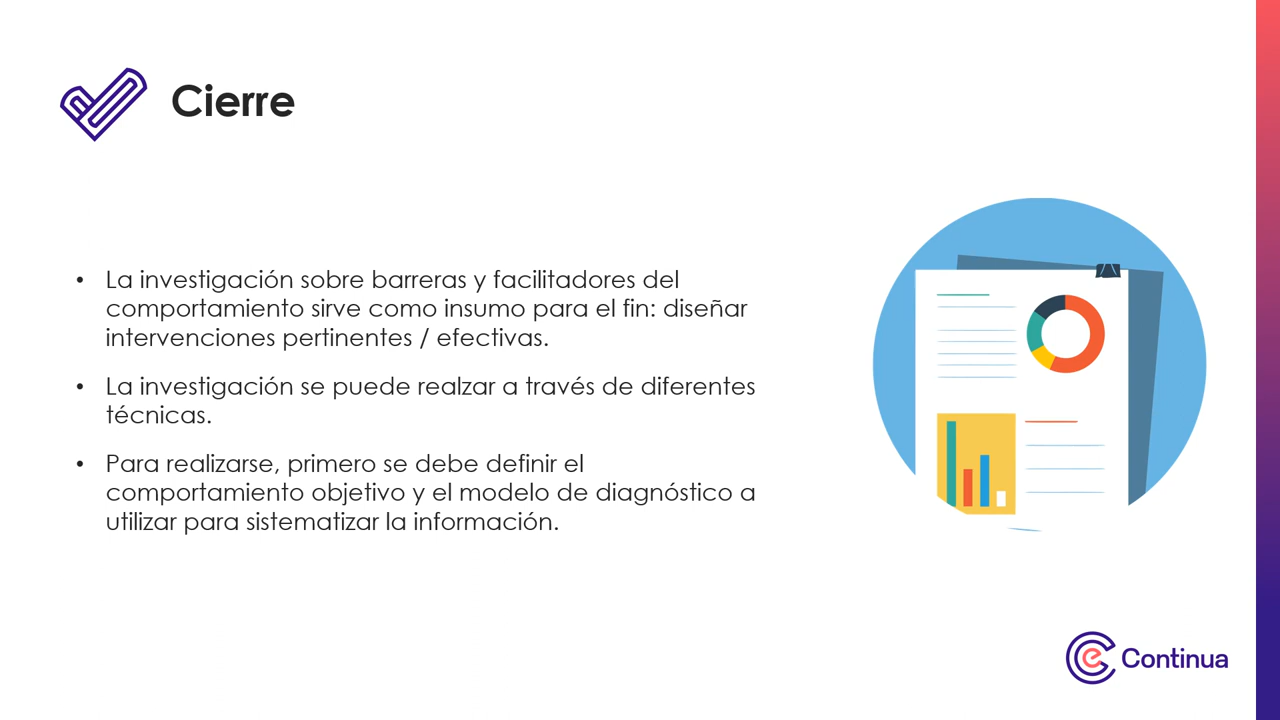 Cierre
• La investigación sobre barreras y facilitadores del
comportamiento sirve como insumo para el fin: diseñar
intervenciones pertinentes / efectivas.
• La investigación se puede realzar a través de diferentes
técnicas.
• Para realizarse, primero se debe definir el
comportamiento objetivo y el modelo de diagnóstico a
utilizar para sistematizar la información.
e Continua